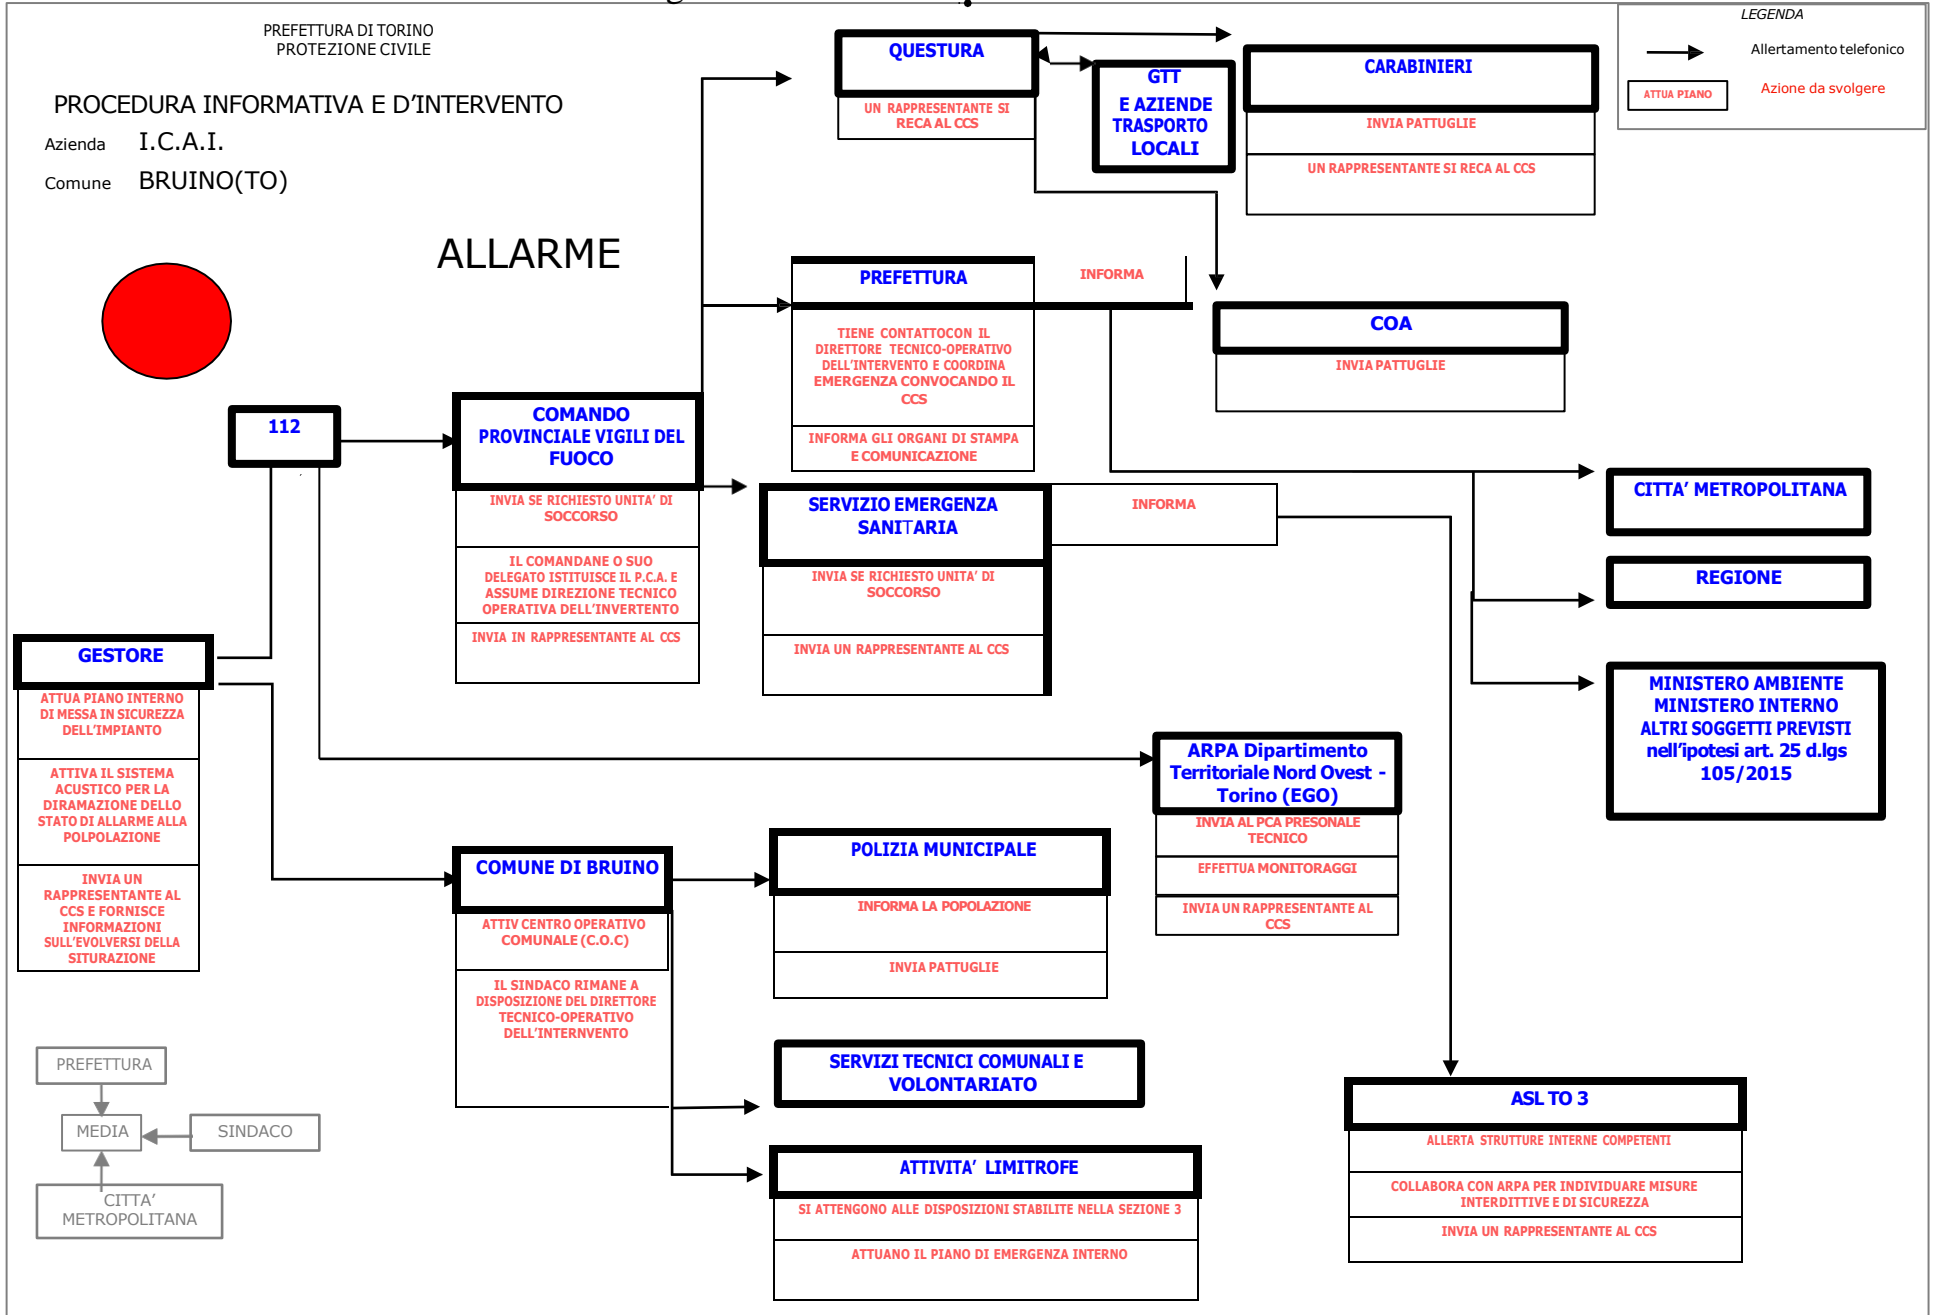 PREFETTURA DI TORINO
PROTEZIONE CIVILE
PROCEDURA INFORMATIVA E D'INTERVENTO
Azienda I.C.A.I.
Comune BRUINO(TO)
ALLARME
LEGENDA
Allertamento telefonico
ATTUA PIANO
Azione da svolgere
QUESTURA
UN RAPPRESENTANTE SI
RECA AL CCS
GTT
E AZIENDE
TRASPORTO
LOCALI
CARABINIERI
INVIA PATTUGLIE
UN RAPPRESENTANTE SI RECA AL CCS
PREFETTURA
INFORMA
TIENE CONTATTOCON IL
DIRETTORE TECNICO-OPERATIVO
DELL'INTERVENTO E COORDINA
EMERGENZA CONVOCANDO IL
CCS
INFORMA GLI ORGANI DI STAMPA
E COMUNICAZIONE
COA
INVIA PATTUGLIE
112
COMANDO
PROVINCIALE VIGILI DEL
FUOCO
INVIA SE RICHIESTO UNITA' DI
SOCCORSO
IL COMANDANE O SUO
DELEGATO ISTITUISCE IL P.C.A. E
ASSUME DIREZIONE TECNICO
OPERATIVA DELL'INVERTENTO
INVIA IN RAPPRESENTANTE AL CCS
SERVIZIO EMERGENZA
SANITARIA
INFORMA
INVIA SE RICHIESTO UNITA' DI
SOCCORSO
INVIA UN RAPPRESENTANTE AL CCS
CITTA' METROPOLITANA
REGIONE
MINISTERO AMBIENTE
MINISTERO INTERNO
ALTRI SOGGETTI PREVISTI
nell'ipotesi art. 25 d.lgs
105/2015
GESTORE
ATTUA PIANO INTERNO
DI MESSA IN SICUREZZA
DELL'IMPIANTO
ATTIVA IL SISTEMA
ACUSTICO PER LA
DIRAMAZIONE DELLO
STATO DI ALLARME ALLA
POLPOLAZIONE
INVIA UN
RAPPRESENTANTE AL
CCS E FORNISCE
INFORMAZIONI
SULL'EVOLVERSI DELLA
SITURAZIONE
ARPA Dipartimento
Territoriale Nord Ovest -
Torino (EGO)
INVIA AL PCA PRESONALE
TECNICO
EFFETTUA MONITORAGGI
INVIA UN RAPPRESENTANTE AL
CCS
COMUNE DI BRUINO
ATTIV CENTRO OPERATIVO
COMUNALE (C.O.C)
IL SINDACO RIMANE A
DISPOSIZIONE DEL DIRETTORE
TECNICO-OPERATIVO
DELL'INTERNVENTO
POLIZIA MUNICIPALE
INFORMA LA POPOLAZIONE
INVIA PATTUGLIE
SERVIZI TECNICI COMUNALI E
VOLONTARIATO
ATTIVITA' LIMITROFE
SI ATTENGONO ALLE DISPOSIZIONI STABILITE NELLA SEZIONE 3
ATTUANO IL PIANO DI EMERGENZA INTERNO
ASL TO 3
ALLERTA STRUTTURE INTERNE COMPETENTI
COLLABORA CON ARPA PER INDIVIDUARE MISURE
INTERDITTIVE E DI SICUREZZA
INVIA UN RAPPRESENTANTE AL CCS
PREFETTURA
MEDIA
SINDACO
CITTA'
METROPOLITANA